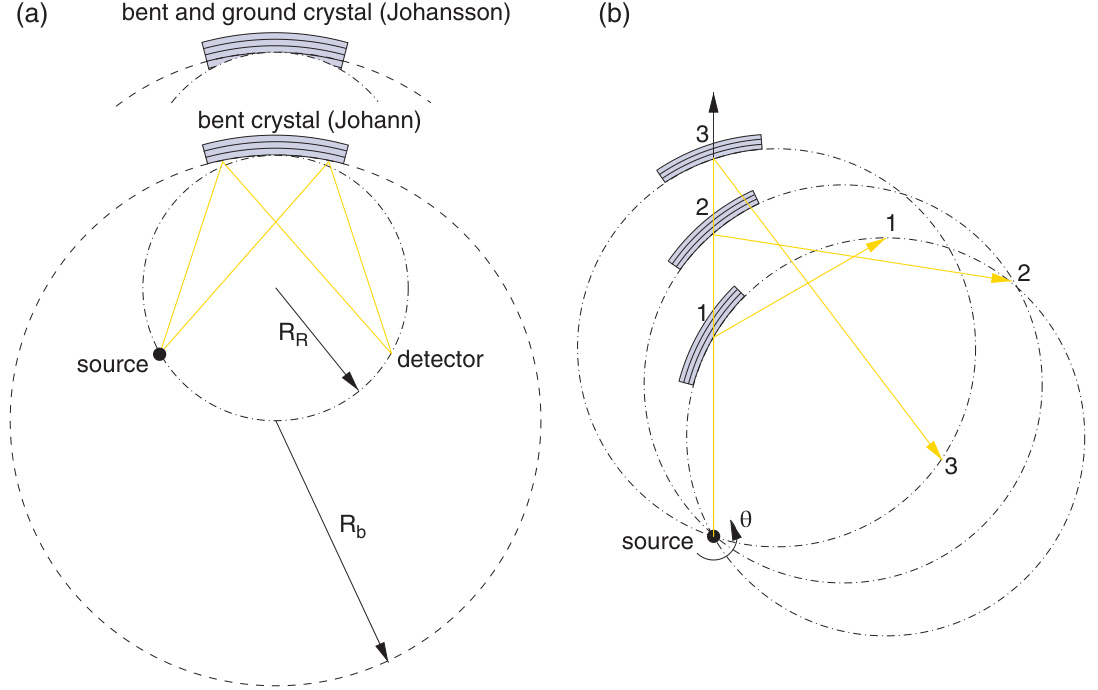 (a)
bent and ground crystal (Johansson)
bent crystal (Johann)
R_R
source
detector
R_b
(b)
3
2
1
1
2
3
θ
source